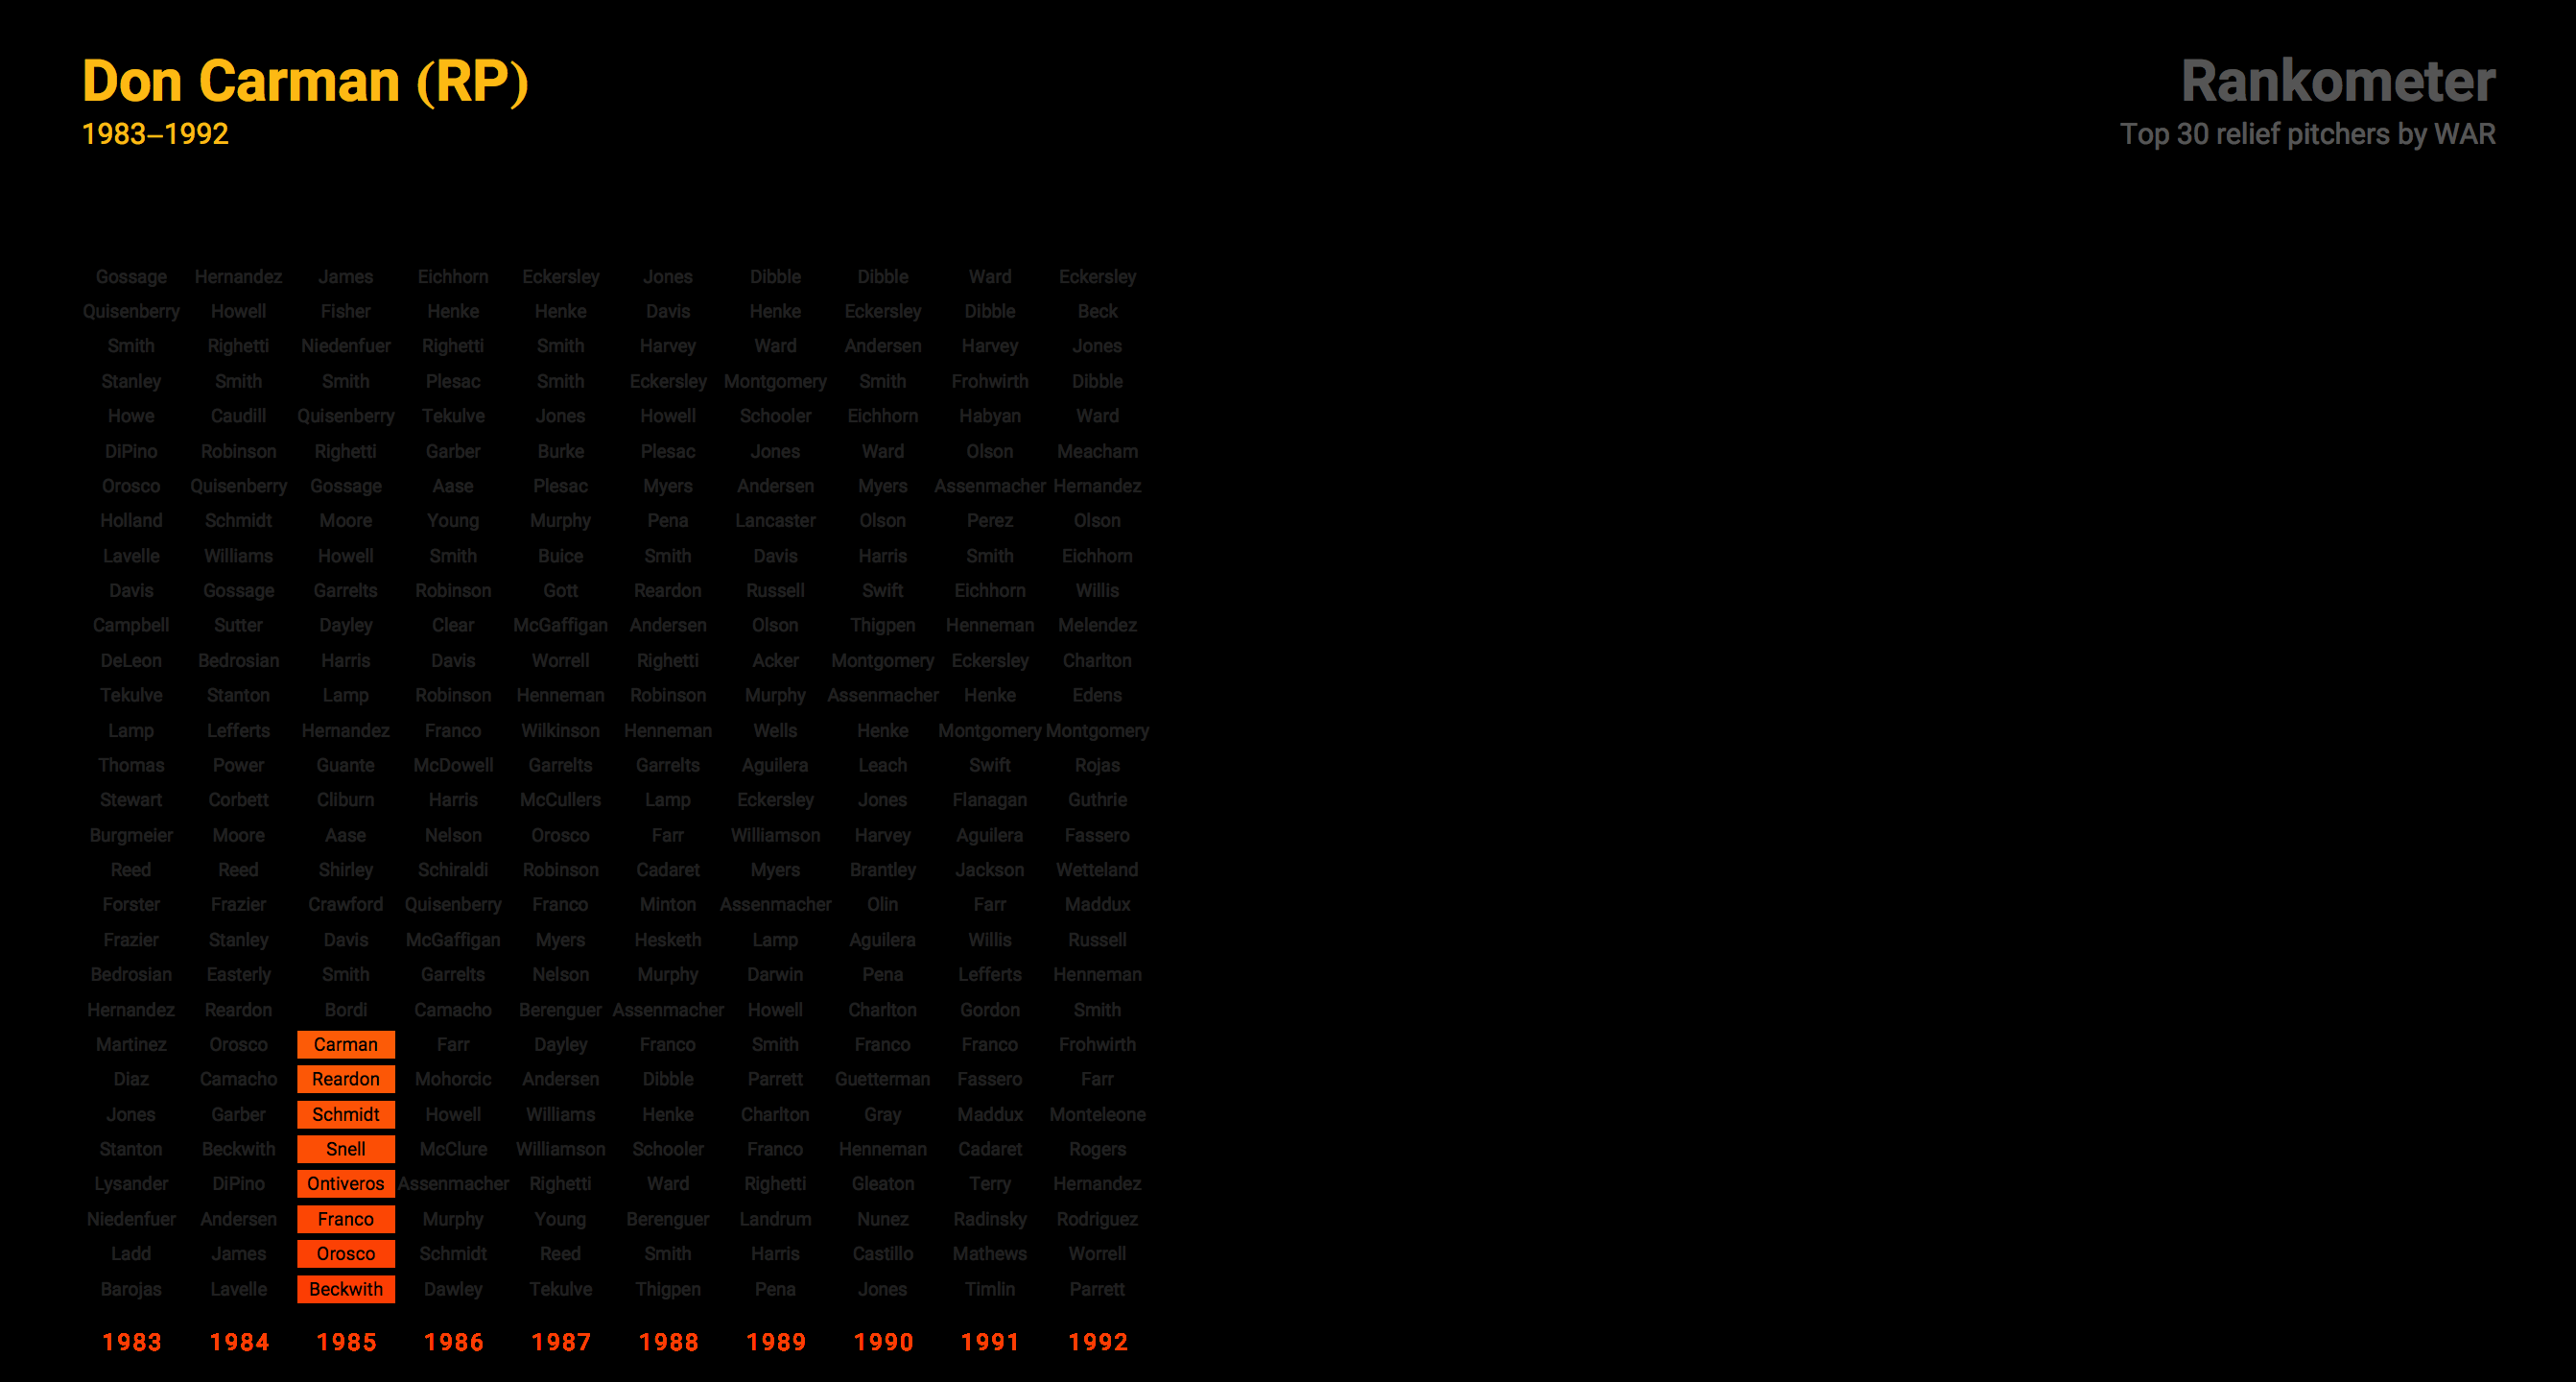 Don Carman (RP)
1983–1992
Rankometer
Top 30 relief pitchers by WAR
Gossage Hernandez James Eichhorn Eckersley Jones Dibble Dibble Ward Eckersley
Quisenberry Howell Fisher Henke Henke Davis Henke Eckersley Dibble Beck
Smith Righetti Niedenfuer Righetti Smith Harvey Ward Andersen Harvey Jones
Stanley Smith Smith Plesac Smith Eckersley Montgomery Smith Frohwirth Dibble
Howe Caudill Quisenberry Tekulve Jones Howell Schooler Eichhorn Habyan Ward
DiPino Robinson Righetti Garber Burke Plesac Jones Ward Olson Meacham
Orosco Quisenberry Gossage Aase Plesac Myers Andersen Myers Assenmacher Hernandez
Holland Schmidt Moore Young Murphy Pena Lancaster Olson Perez Olson
Lavelle Williams Howell Smith Buice Smith Davis Harris Smith Eichhorn
Davis Gossage Garrelts Robinson Gott Reardon Russell Swift Eichhorn Willis
Campbell Sutter Dayley Clear McGaffigan Andersen Olson Thigpen Henneman Melendez
DeLeon Bedrosian Harris Davis Worrell Righetti Acker Montgomery Eckersley Charlton
Tekulve Stanton Lamp Robinson Henneman Robinson Murphy Assenmacher Henke Edens
Lamp Lefferts Hernandez Franco Wilkinson Henneman Wells Henke Montgomery Montgomery
Thomas Power Guante McDowell Garrelts Garrelts Aguilera Leach Swift Rojas
Stewart Corbett Cliburn Harris McCullers Lamp Eckersley Jones Flanagan Guthrie
Burgmeier Moore Aase Nelson Orosco Farr Williamson Harvey Aguilera Fassero
Reed Reed Shirley Schiraldi Robinson Cadaret Myers Brantley Jackson Wetteland
Forster Frazier Crawford Quisenberry Franco Minton Assenmacher Olin Farr Maddux
Frazier Stanley Davis McGaffigan Myers Hesketh Lamp Aguilera Willis Russell
Bedrosian Easterly Smith Garrelts Nelson Murphy Darwin Pena Lefferts Henneman
Hernandez Reardon Bordi Camacho Berenguer Assenmacher Howell Charlton Gordon Smith
Martinez Orosco Carman Farr Dayley Franco Smith Franco Franco Frohwirth
Diaz Camacho Reardon Mohorcic Andersen Dibble Parrett Guetterman Fassero Farr
Jones Garber Schmidt Howell Williams Henke Charlton Gray Maddux Monteleone
Stanton Beckwith Snell McClure Williamson Schooler Franco Henneman Cadaret Rogers
Lysander DiPino Ontiveros Assenmacher Righetti Ward Righetti Gleaton Terry Hernandez
Niedenfuer Andersen Franco Murphy Young Berenguer Landrum Nunez Radinsky Rodriguez
Ladd James Orosco Schmidt Reed Smith Harris Castillo Mathews Worrell
Barojas Lavelle Beckwith Dawley Tekulve Thigpen Pena Jones Timlin Parrett
1983 1984 1985 1986 1987 1988 1989 1990 1991 1992